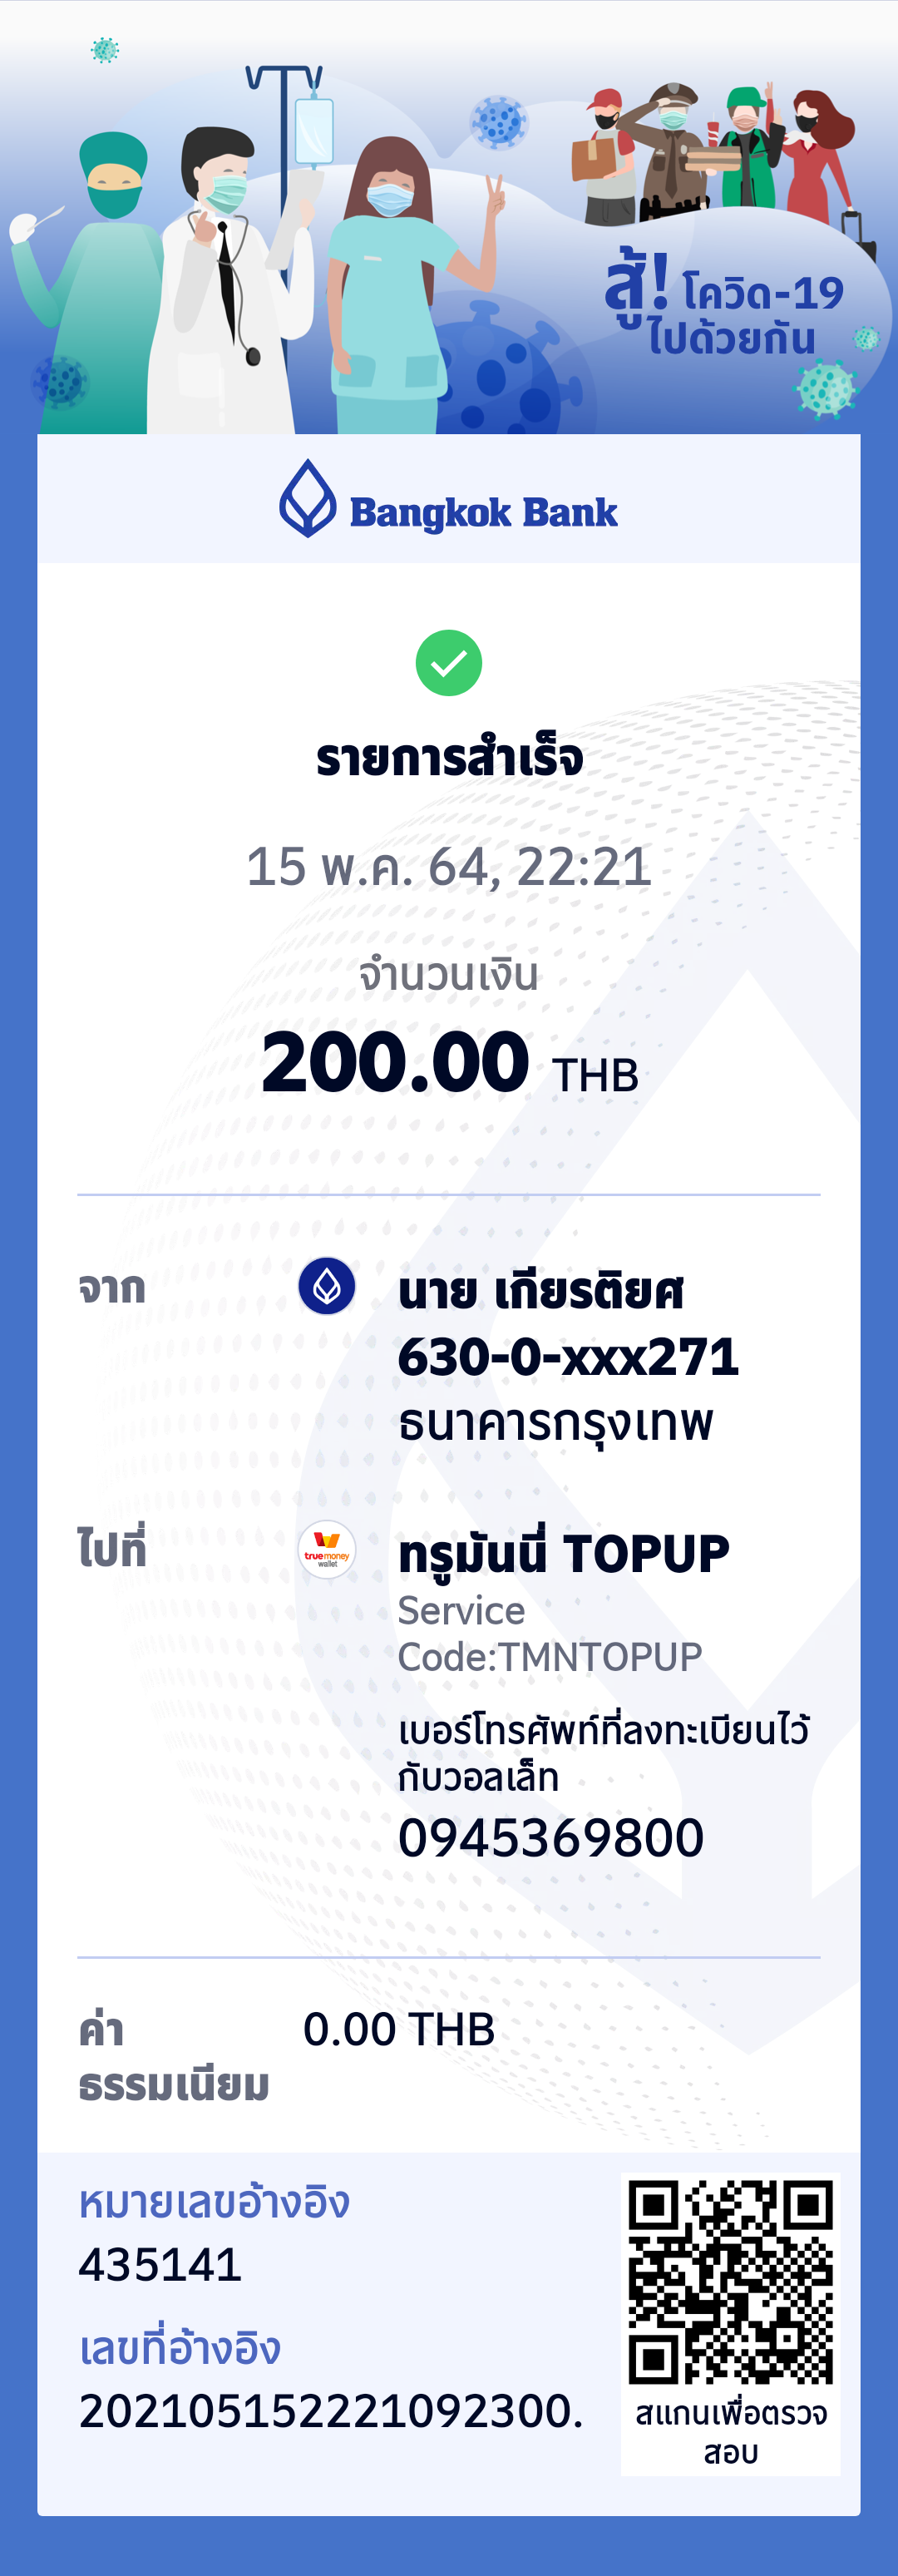 สู้! โควิด-19
ไปด้วยกัน
Bangkok Bank
รายการสำเร็จ
15 พ.ค. 64, 22:21
จำนวนเงิน
200.00 THB
จาก
นาย เกียรติยศ
630-0-xxx271
ธนาคารกรุงเทพ
ไปที่
truemoney
wallet
ทรูมันนี่ TOPUP
Service
Code:TMNTOPUP
เบอร์โทรศัพท์ที่ลงทะเบียนไว้
กับวอลเล็ท
0945369800
ค่า
ธรรมเนียม
0.00 THB
หมายเลขอ้างอิง
435141
เลขที่อ้างอิง
202105152221092300.
สแกนเพื่อตรวจ
สอบ